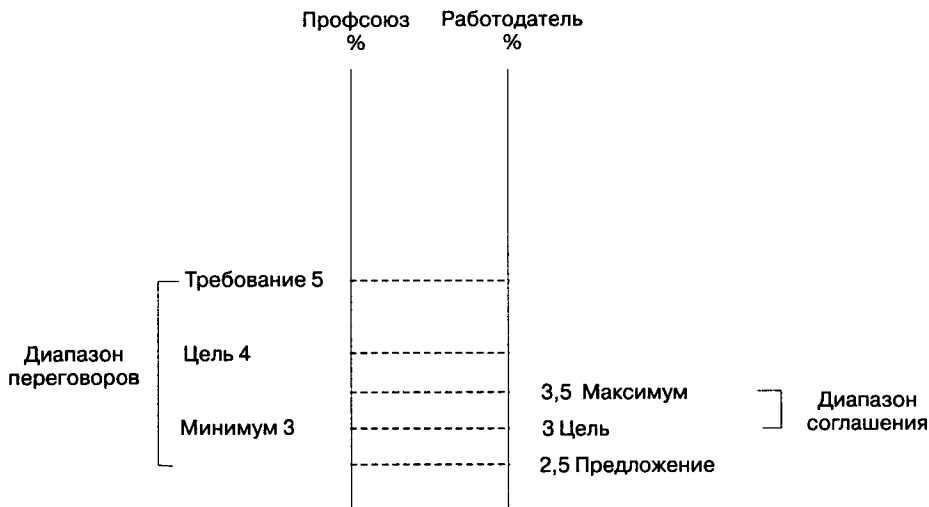 Профсоюз Работодатель
% %
Требование 5
Диапазон
переговоров
Цель 4
3,5 Максимум
Диапазон
соглашения
Минимум 3
3 Цель
2,5 Предложение